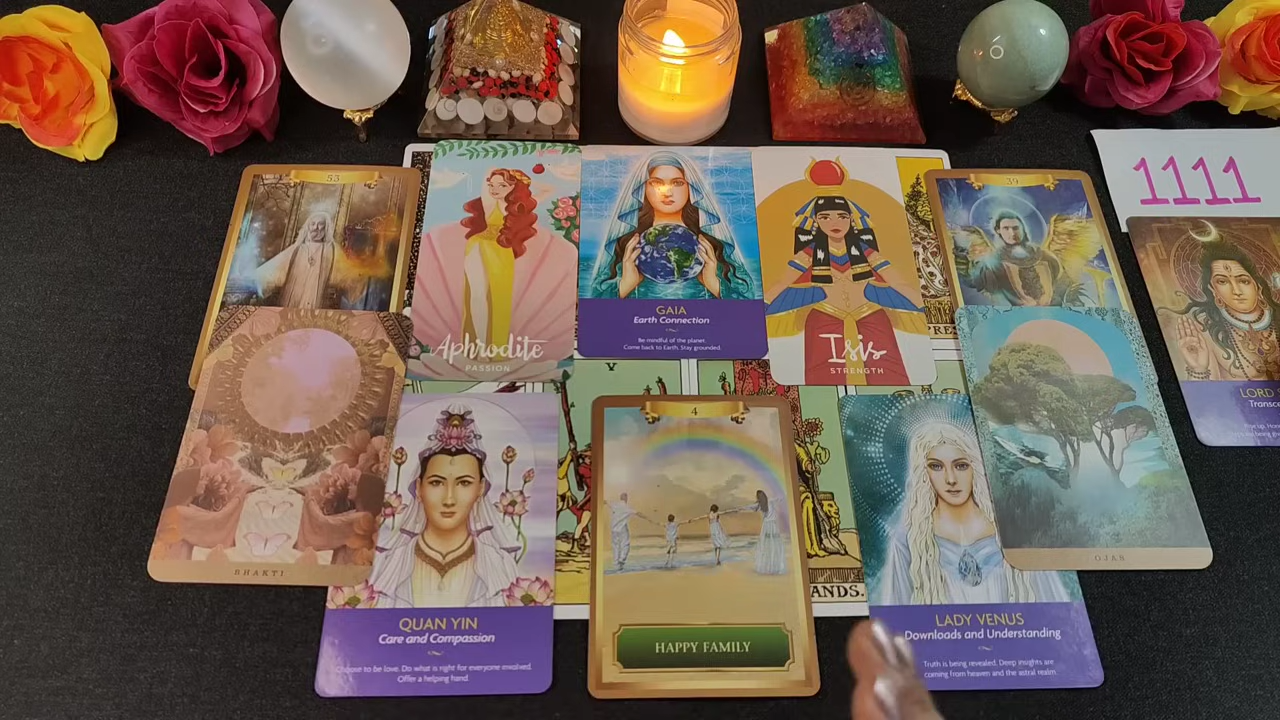 53
39
1111
Aphrodite
PASSION
GAIA
Earth Connection
Be mindful of the planet.
Come back to Earth. Stay grounded.
Isis
STRENGTH
PRES
V
4
LORD
BHAKTI
OJAS
ANDS.
QUAN YIN
Care and Compassion
Choose to be love. Do what is right for everyone involved.
Offer a helping hand.
HAPPY FAMILY
LADY VENUS
Downloads and Understanding
Truth is being revealed. Deep insights are
coming from heaven and the astral realm.